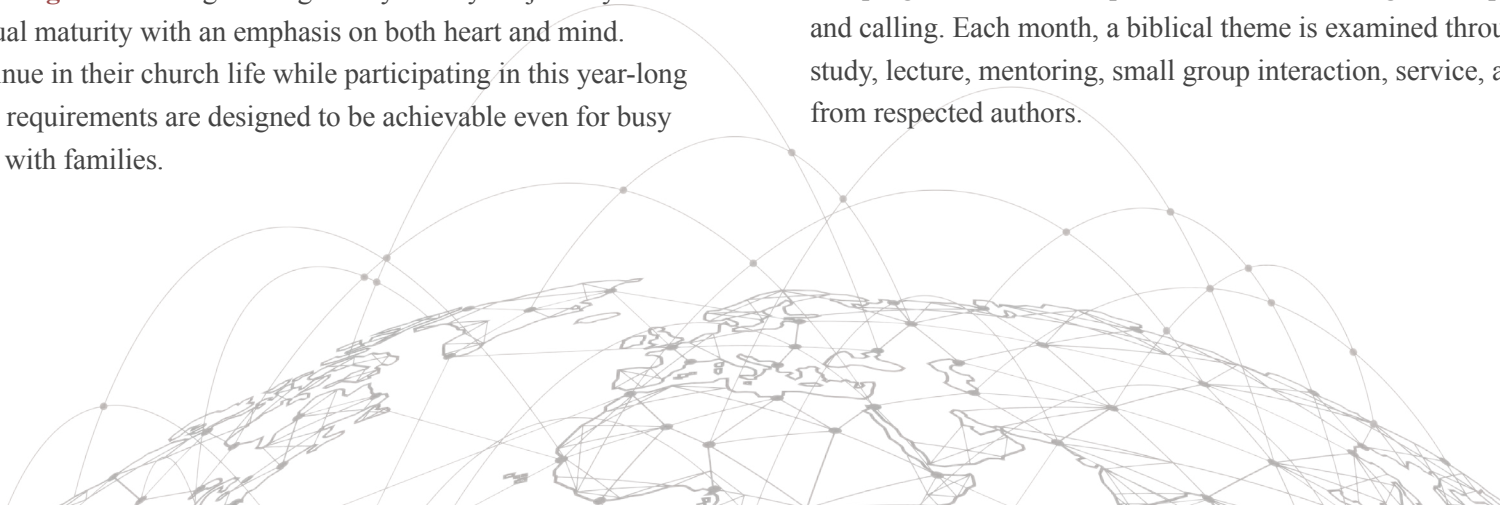 ual maturity with an emphasis on both heart and mind.
nue in their church life while participating in this year-long
requirements are designed to be achievable even for busy
with families.
and calling. Each month, a biblical theme is examined throu
study, lecture, mentoring, small group interaction, service, a
from respected authors.